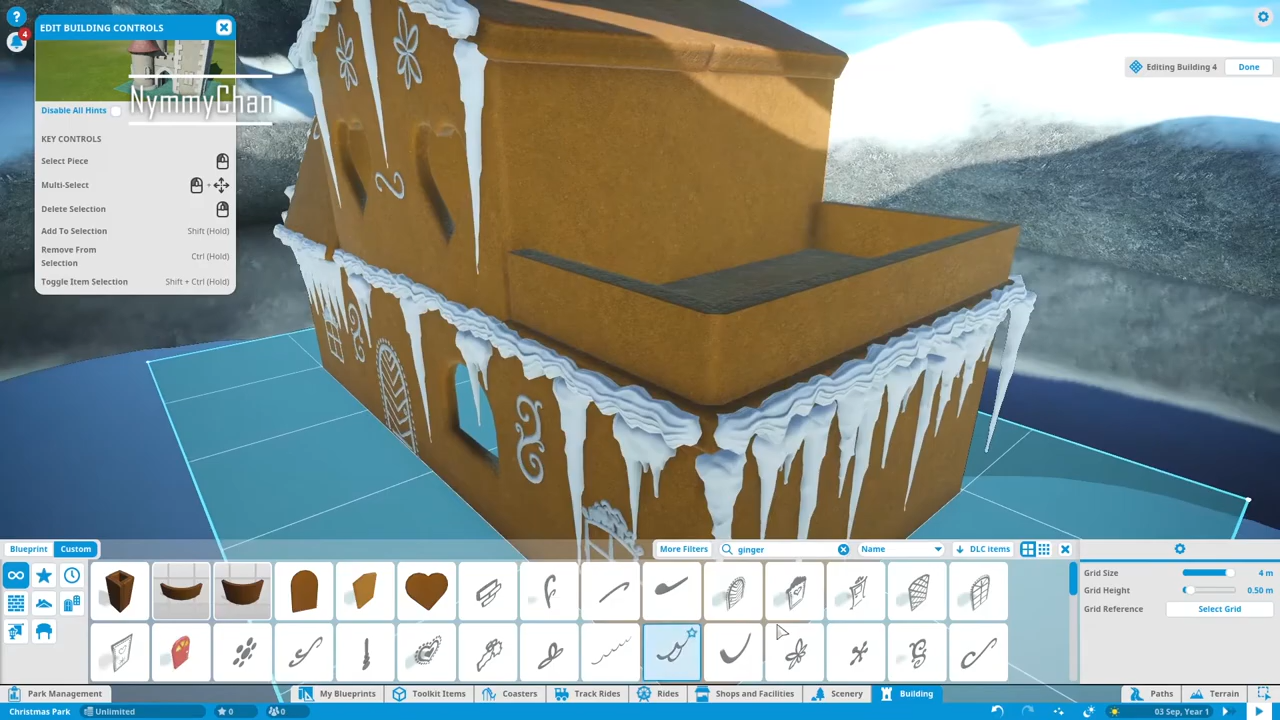 ?
4
EDIT BUILDING CONTROLS
NymmyChan
Disable All Hints
KEY CONTROLS
Select Piece
Multi-Select
+
Delete Selection
Add To Selection Shift (Hold)
Remove From Selection Ctrl (Hold)
Toggle Item Selection Shift + Ctrl (Hold)
Editing Building 4 Done
Blueprint Custom More Filters ginger Name DLC items
Grid Size 4 m
Grid Height 0.50 m
Grid Reference Select Grid
Park Management My Blueprints Toolkit Items Coasters Track Rides Rides Shops and Facilities Scenery Building Paths Terrain
Christmas Park Unlimited 0 0 03 Sep, Year 1